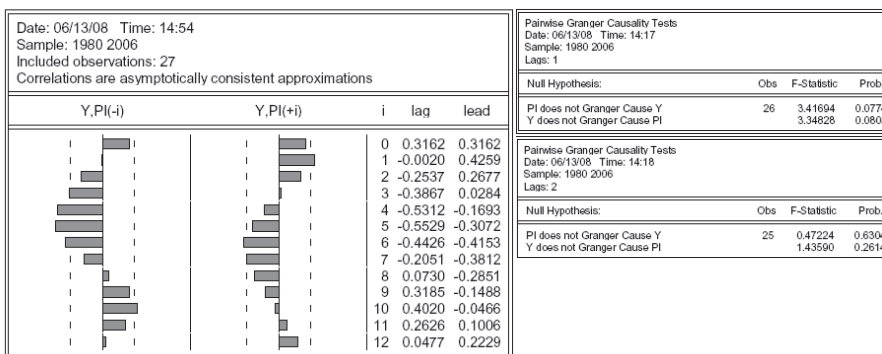 Date: 06/13/08 Time: 14:54
Sample: 1980 2006
Included observations: 27
Correlations are asymptotically consistent approximations
Y,PI(-i) Y,PI(+i) i lag lead
0 0.3162 0.3162
1 -0.0020 0.4259
2 -0.2537 0.2677
3 -0.3867 0.0284
4 -0.5312 -0.1693
5 -0.5529 -0.3072
6 -0.4426 -0.4153
7 -0.2051 -0.3812
8 0.0730 -0.2851
9 0.3185 -0.1488
10 0.4020 -0.0466
11 0.2626 0.1006
12 0.0477 0.2229
Pairwise Granger Causality Tests
Date: 06/13/08 Time: 14:17
Sample: 1980 2006
Lags: 1
Null Hypothesis: Obs F-Statistic Prob.
PI does not Granger Cause Y 26 3.41694
Y does not Granger Cause PI 3.34828
Pairwise Granger Causality Tests
Date: 06/13/08 Time: 14:18
Sample: 1980 2006
Lags: 2
Null Hypothesis: Obs F-Statistic Prob.
PI does not Granger Cause Y 25 0.47224
Y does not Granger Cause PI 1.43590